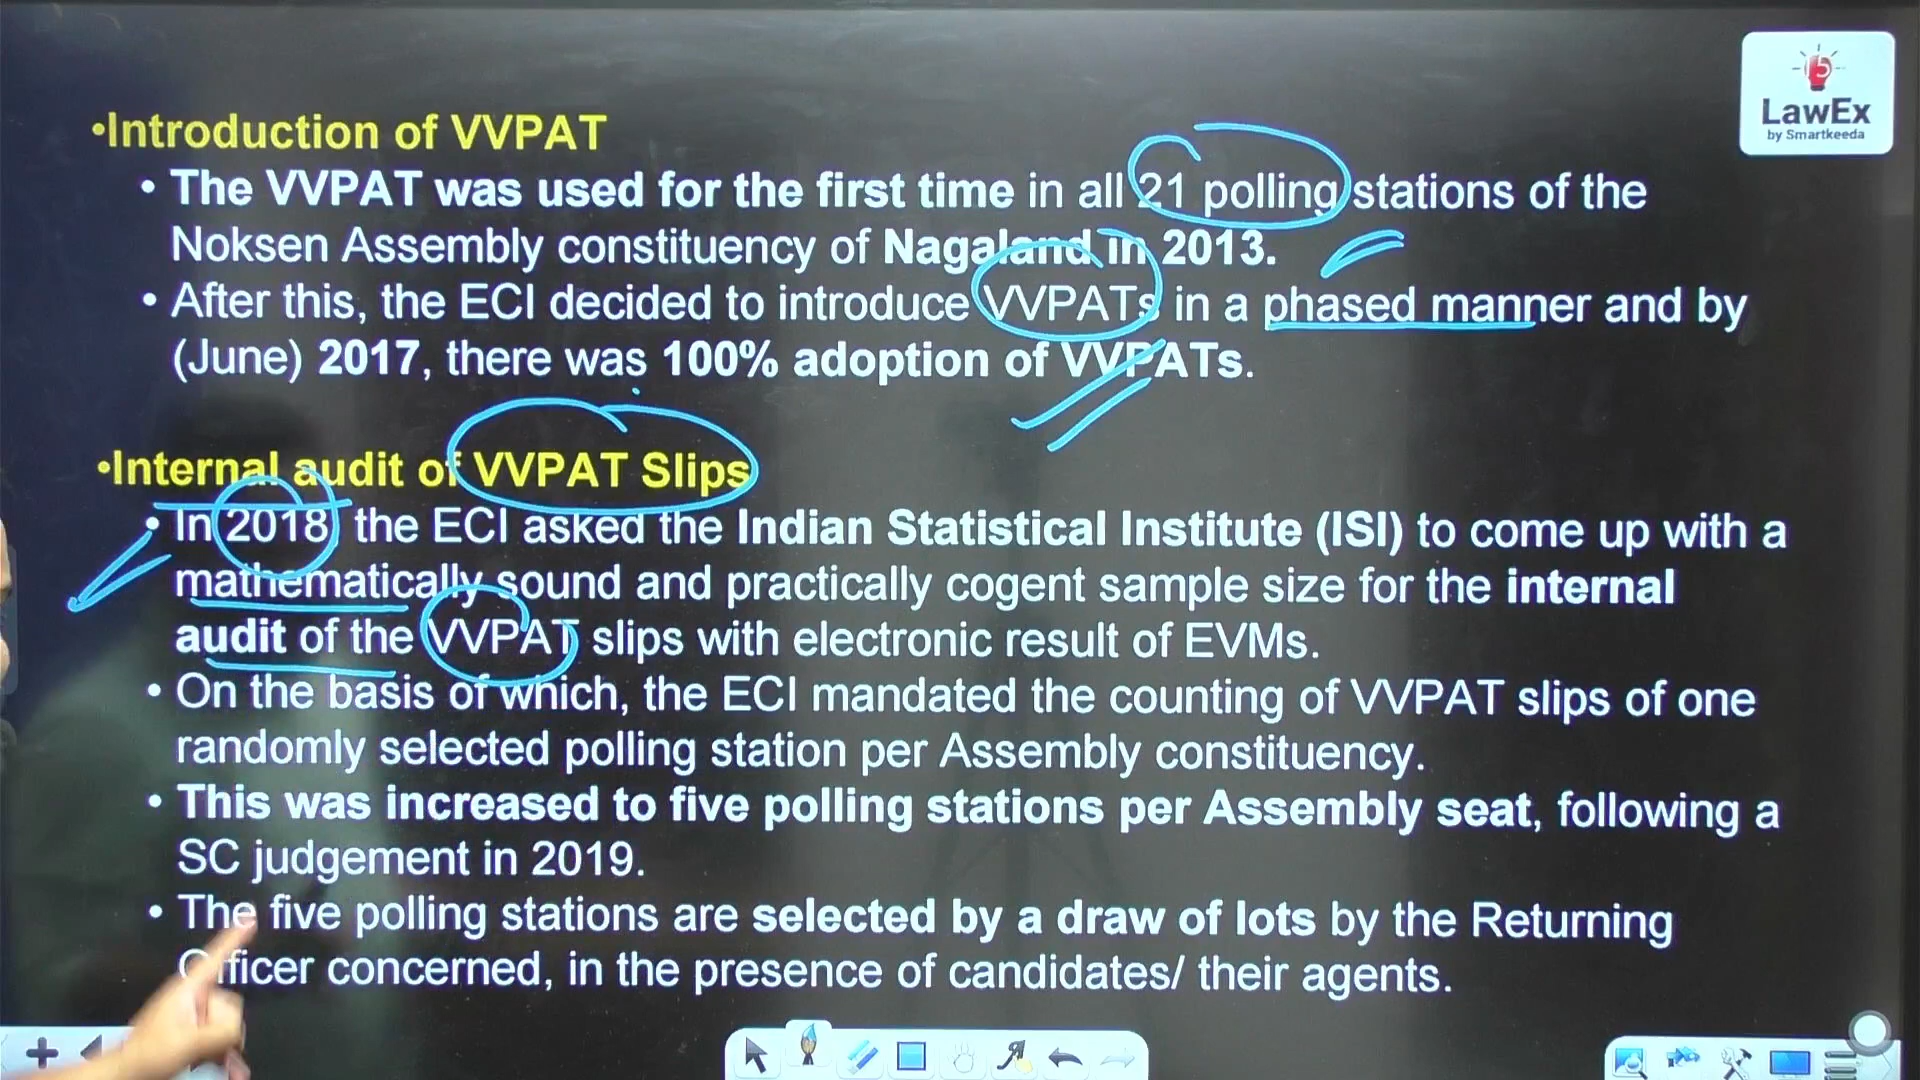 LawEx
by Smartkeeda
•Introduction of VVPAT
• The VVPAT was used for the first time in all 21 polling stations of the
Noksen Assembly constituency of Nagaland in 2013.
• After this, the ECI decided to introduce VVPATs in a phased manner and by
(June) 2017, there was 100% adoption of VVPATs.
•Internal audit of VVPAT Slips
• In 2018 the ECI asked the Indian Statistical Institute (ISI) to come up with a
mathematically sound and practically cogent sample size for the internal
audit of the VVPAT slips with electronic result of EVMs.
• On the basis of which, the ECI mandated the counting of VVPAT slips of one
randomly selected polling station per Assembly constituency.
• This was increased to five polling stations per Assembly seat, following a
SC judgement in 2019.
• The five polling stations are selected by a draw of lots by the Returning
Officer concerned, in the presence of candidates/ their agents.